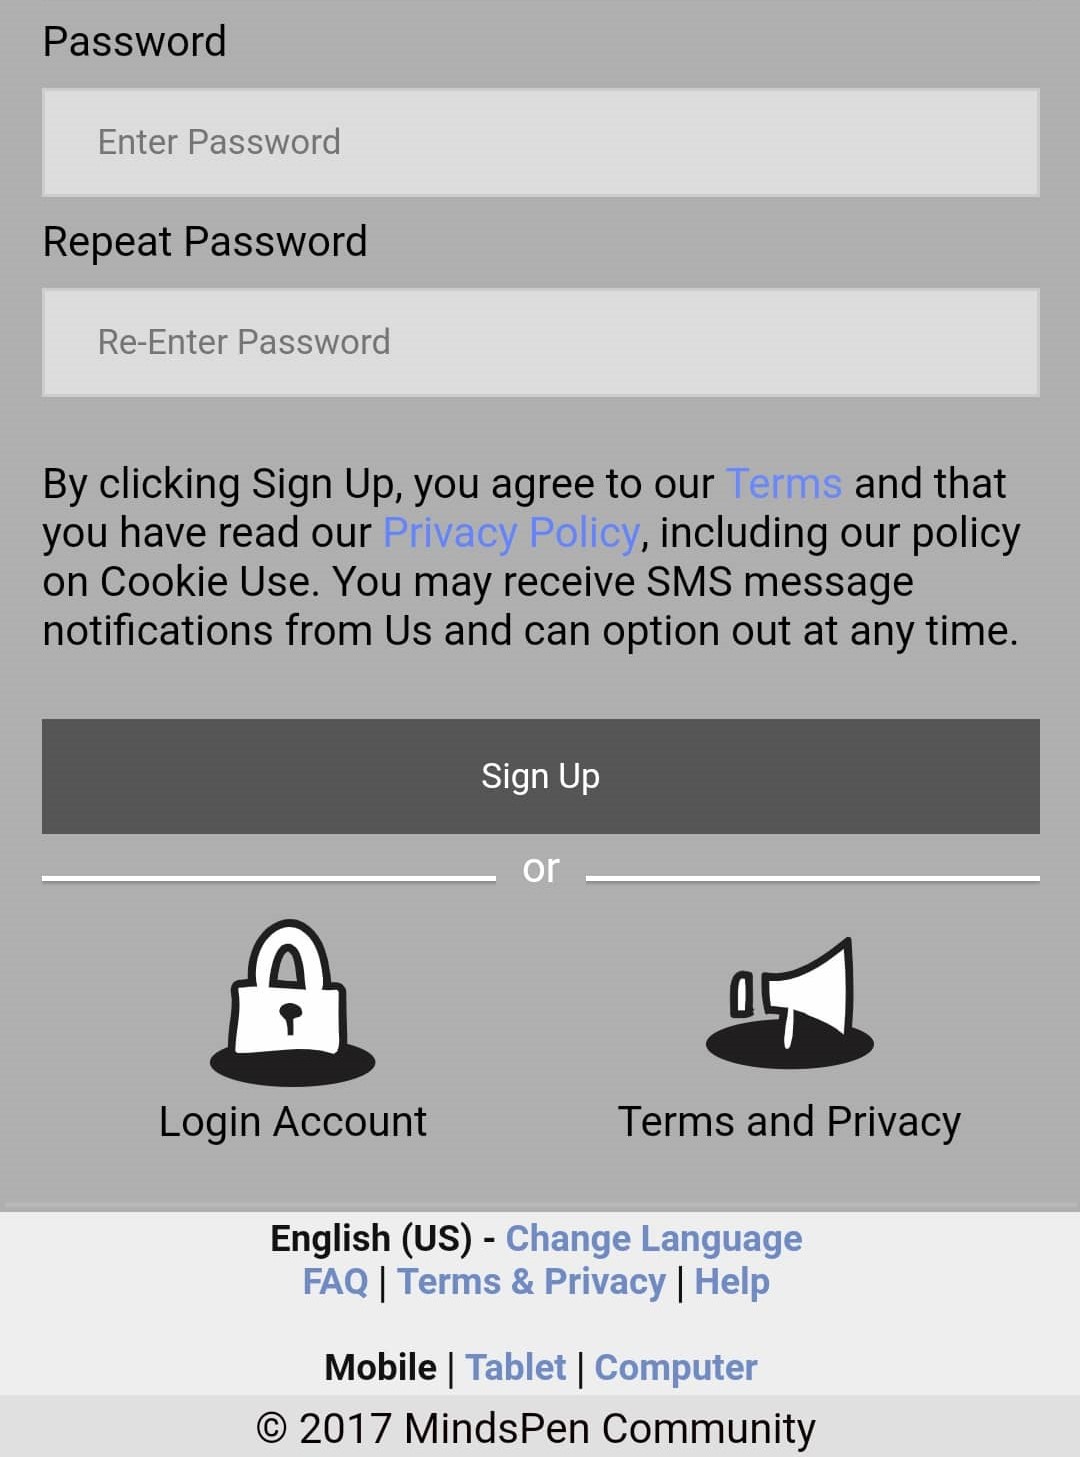 Password
Enter Password
Repeat Password
Re-Enter Password
By clicking Sign Up, you agree to our Terms and that
you have read our Privacy Policy, including our policy
on Cookie Use. You may receive SMS message
notifications from Us and can option out at any time.
Sign Up
or
Login Account Terms and Privacy
English (US) - Change Language
FAQ | Terms & Privacy | Help
Mobile | Tablet | Computer
© 2017 MindsPen Community